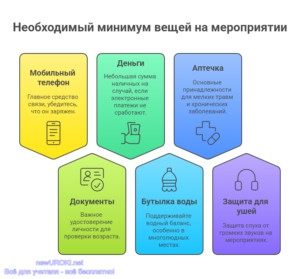 Необходимый минимум вещей на мероприятии
Мобильный
телефон
Главное средство
связи, убедитесь,
что он заряжен.
Деньги
Небольшая сумма
наличных на
случай, если
электронные
платежи не
сработают.
Аптечка
Основные
принадлежности
для мелких травм
и хронических
заболеваний.
Документы
Важное
удостоверение
личности для
проверки возраста.
Бутылка воды
Поддерживайте
водный баланс,
особенно в
многолюдных
местах.
Защита для
ушей
Защита слуха от
громких звуков на
мероприятиях.
newUROKI.net
Всё для учителя - всё бесплатно!